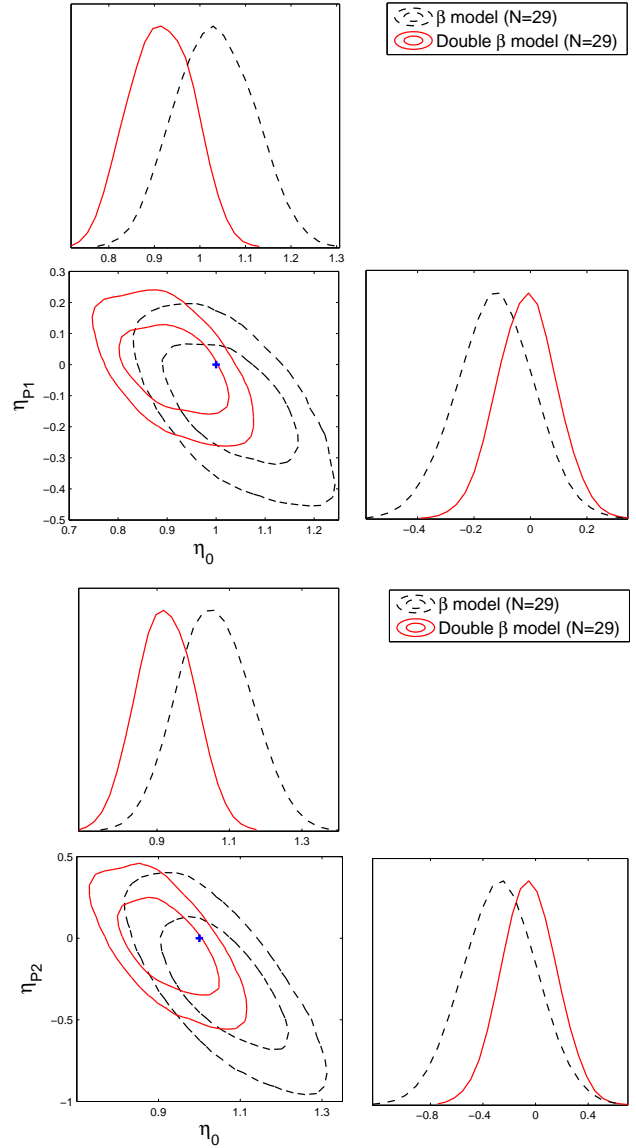 β model (N=29)
Double β model (N=29)
0.8 0.9 1 1.1 1.2 1.3
0.3
0.2
0.1
0
−0.1
−0.2
−0.3
−0.4
−0.5
η_P1
0.7 0.8 0.9 1 1.1 1.2
η_0
−0.4 −0.2 0 0.2
β model (N=29)
Double β model (N=29)
0.9 1.1 1.3
0.5
0
−0.5
−1
η_P2
0.9 1.1 1.3
η_0
−0.8 −0.4 0 0.4